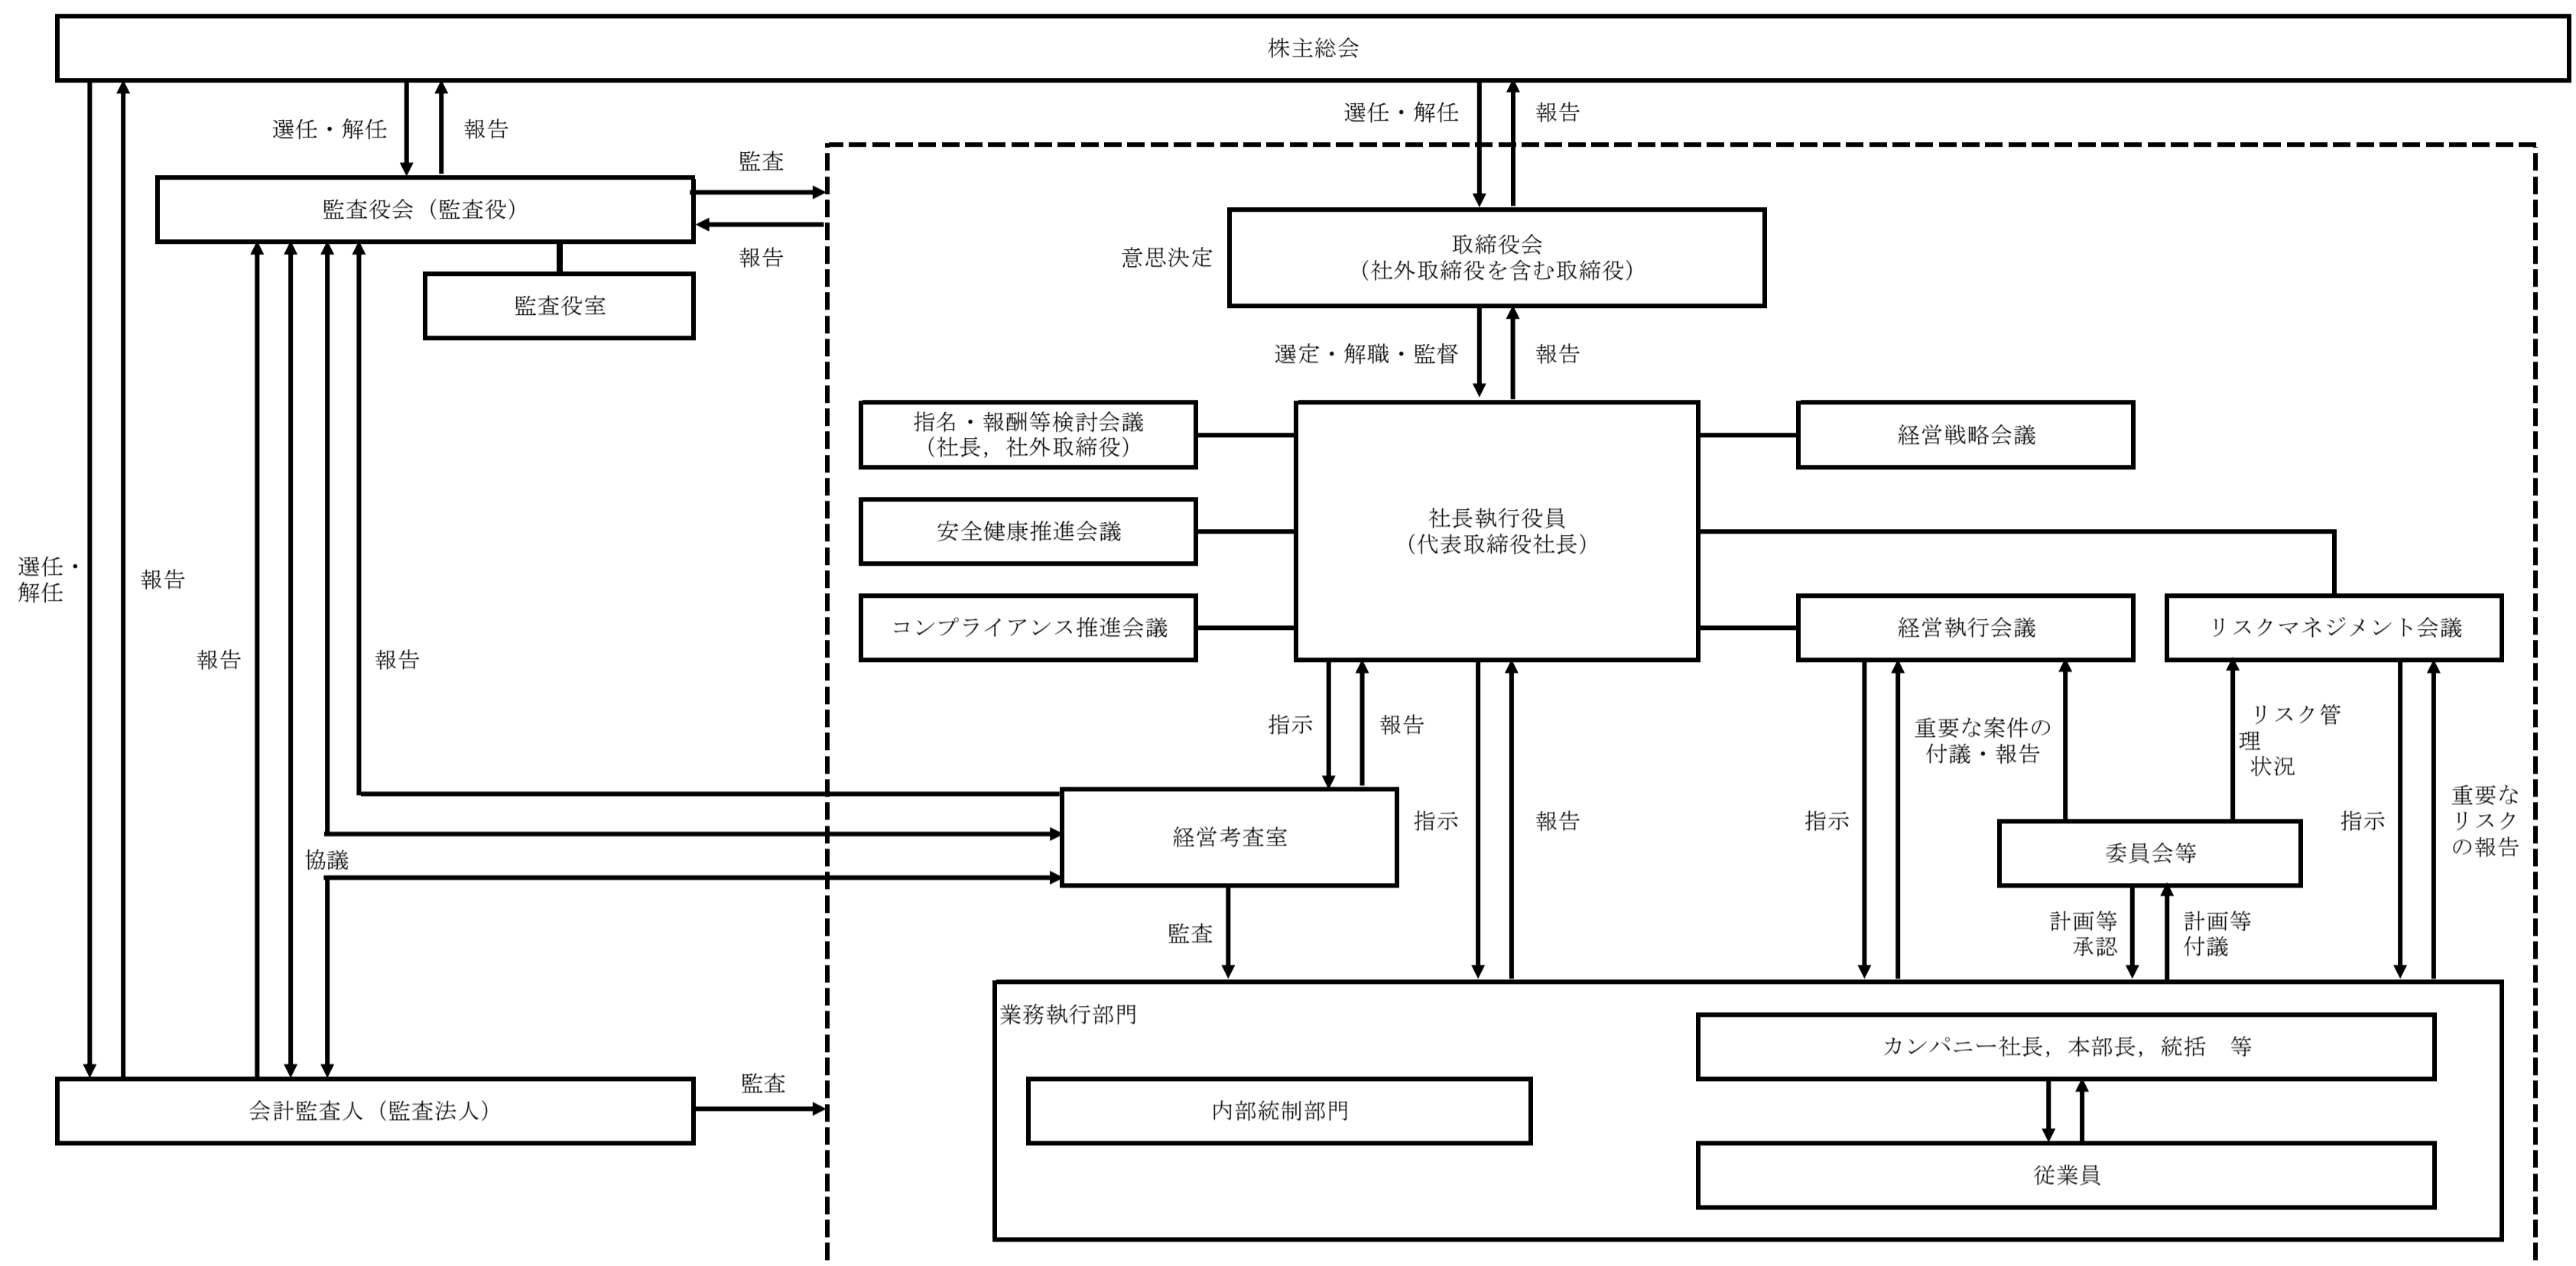 株主総会
選任・解任
報告
選任・解任
報告
監査
監査役会（監査役）
報告
監査役室
意思決定
取締役会
（社外取締役を含む取締役）
選定・解職・監督
報告
指名・報酬等検討会議
（社長，社外取締役）
経営戦略会議
安全健康推進会議
社長執行役員
（代表取締役社長）
コンプライアンス推進会議
経営執行会議
リスクマネジメント会議
選任・
解任
報告
報告
報告
指示
報告
重要な案件の
付議・報告
リスク管
理
状況
経営考査室
指示
報告
指示
委員会等
指示
重要な
リスク
の報告
協議
監査
計画等
承認
計画等
付議
業務執行部門
カンパニー社長，本部長，統括　等
会計監査人（監査法人）
監査
内部統制部門
従業員